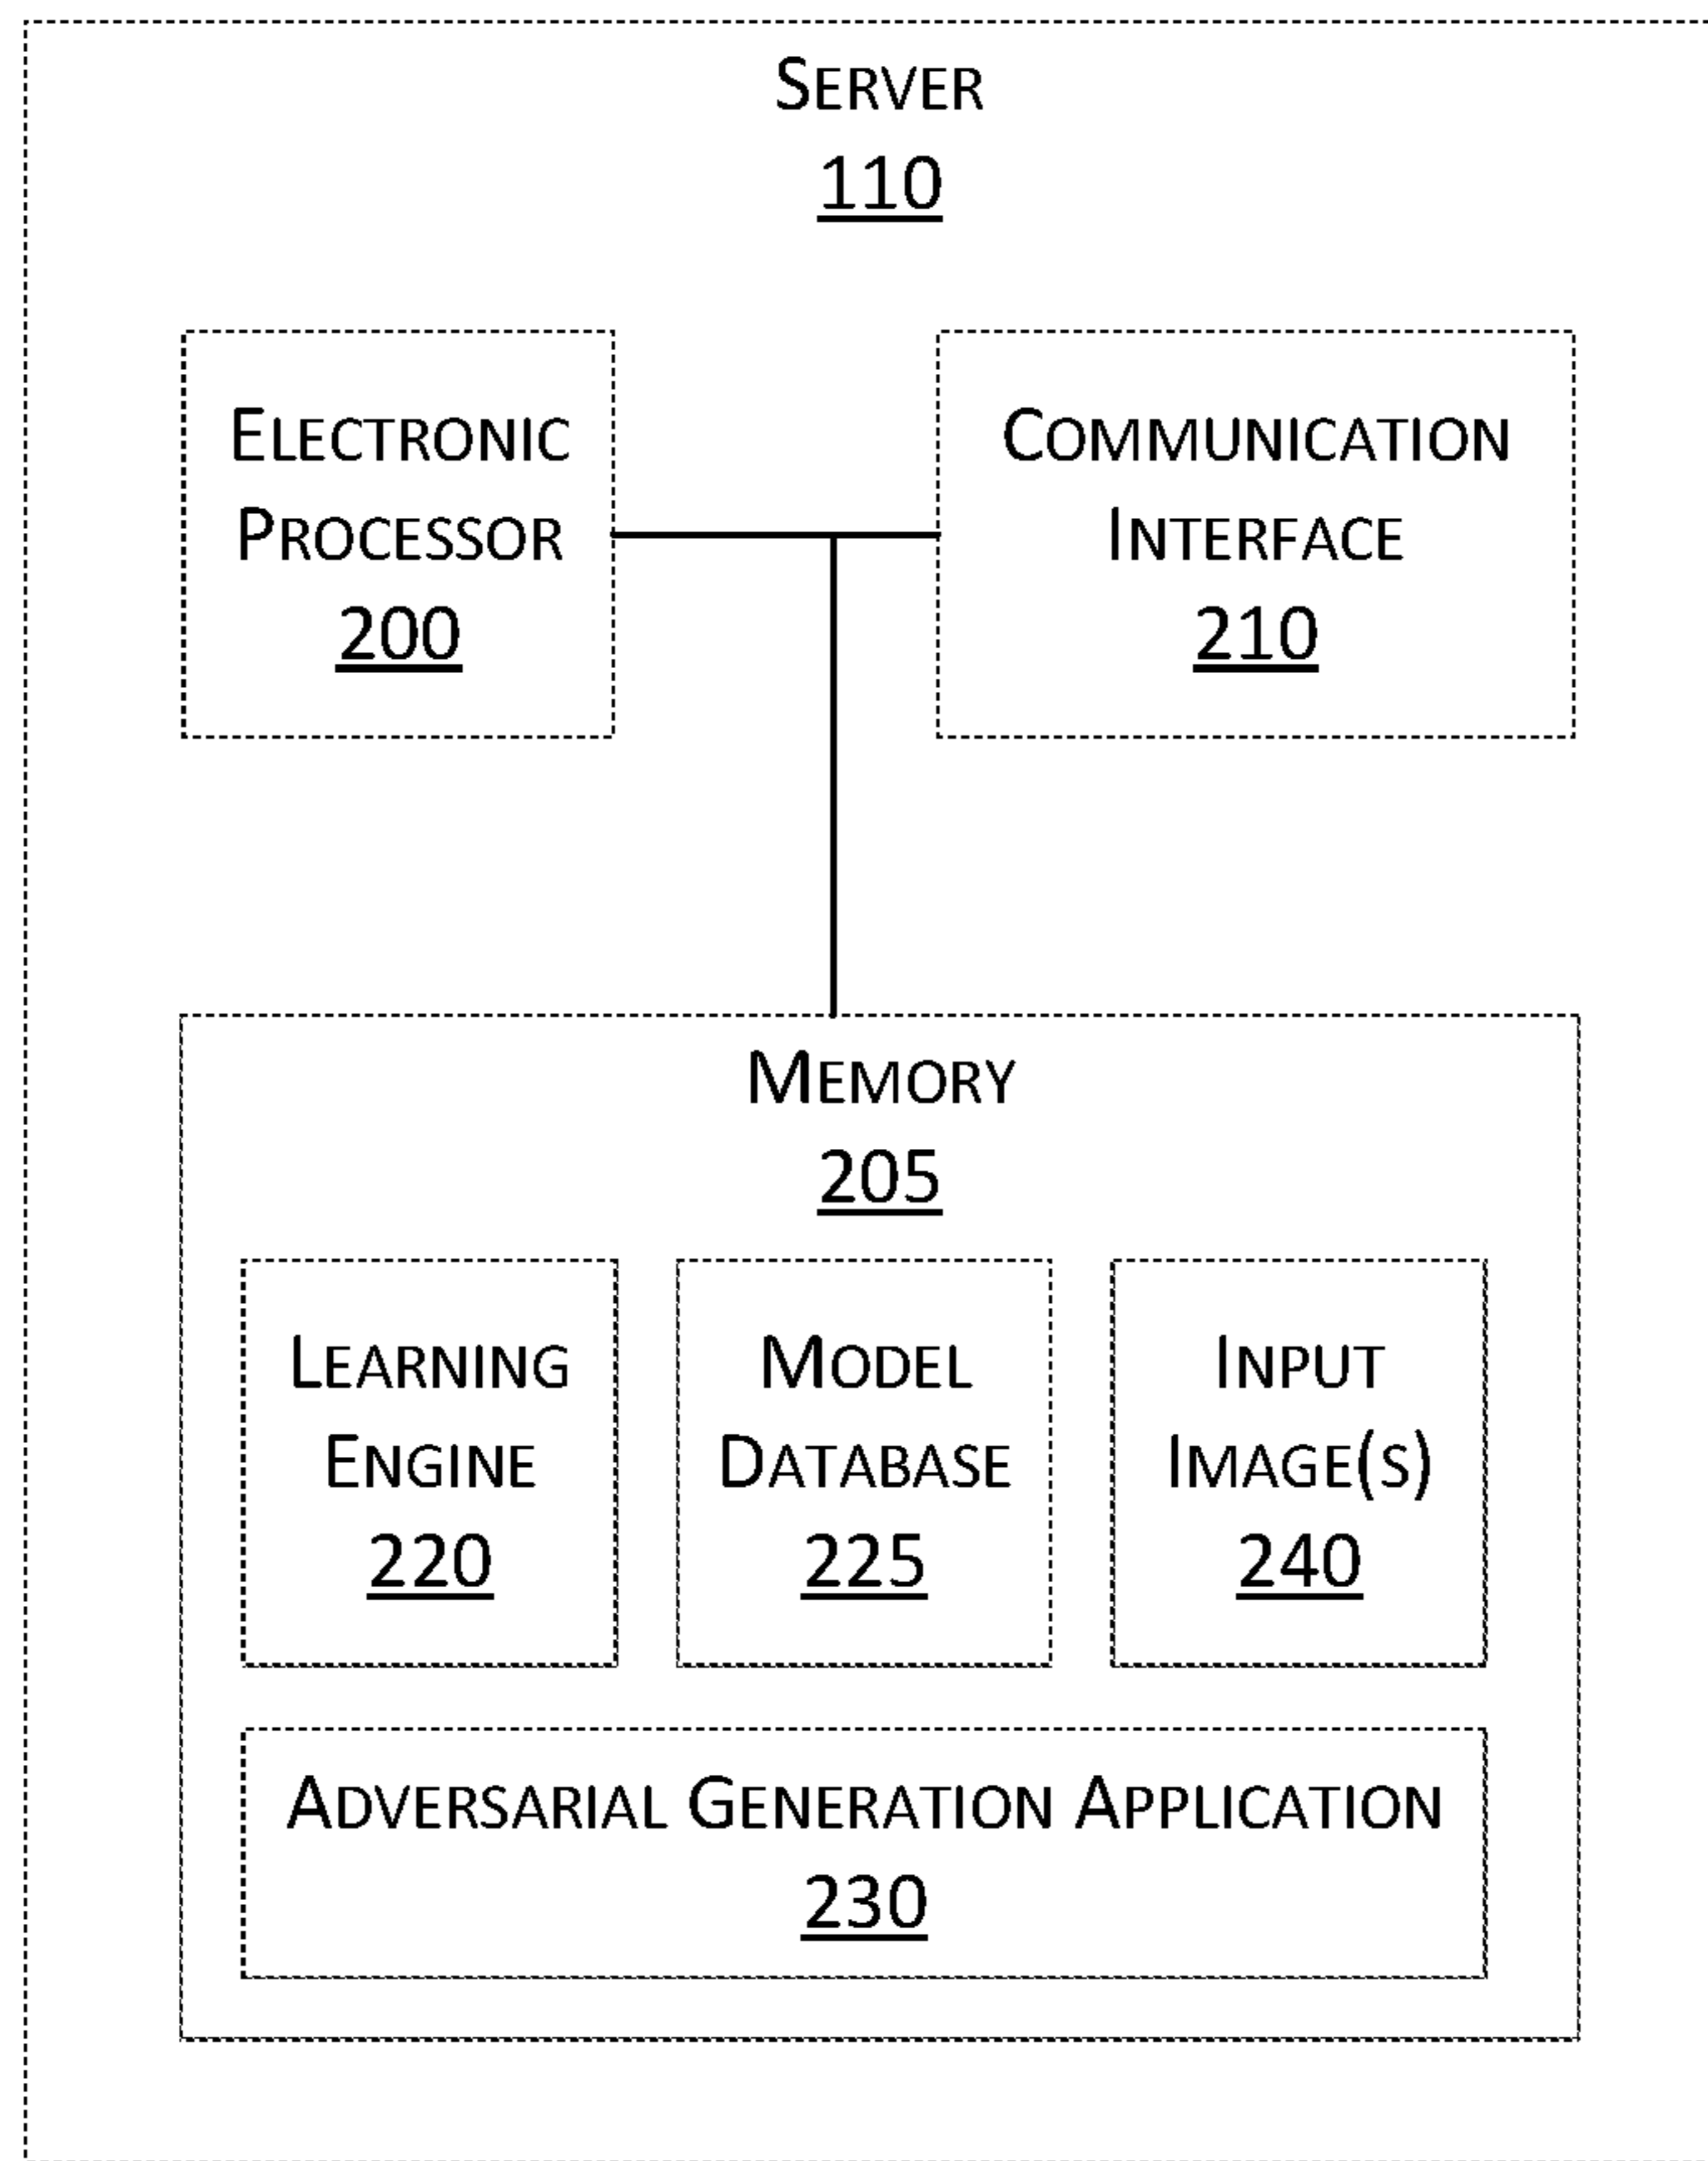 SERVER
110
ELECTRONIC
PROCESSOR
200
COMMUNICATION
INTERFACE
210
MEMORY
205
LEARNING
ENGINE
220
MODEL
DATABASE
225
INPUT
IMAGE(S)
240
ADVERSARIAL GENERATION APPLICATION
230